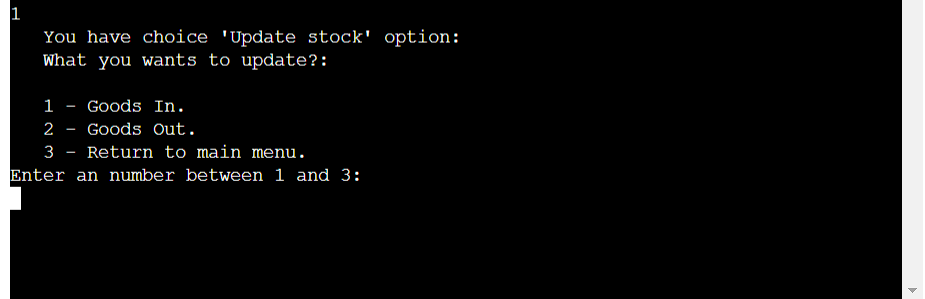 1
You have choice 'Update stock' option:
What you wants to update?:
1 - Goods In.
2 - Goods Out.
3 - Return to main menu.
Enter an number between 1 and 3: